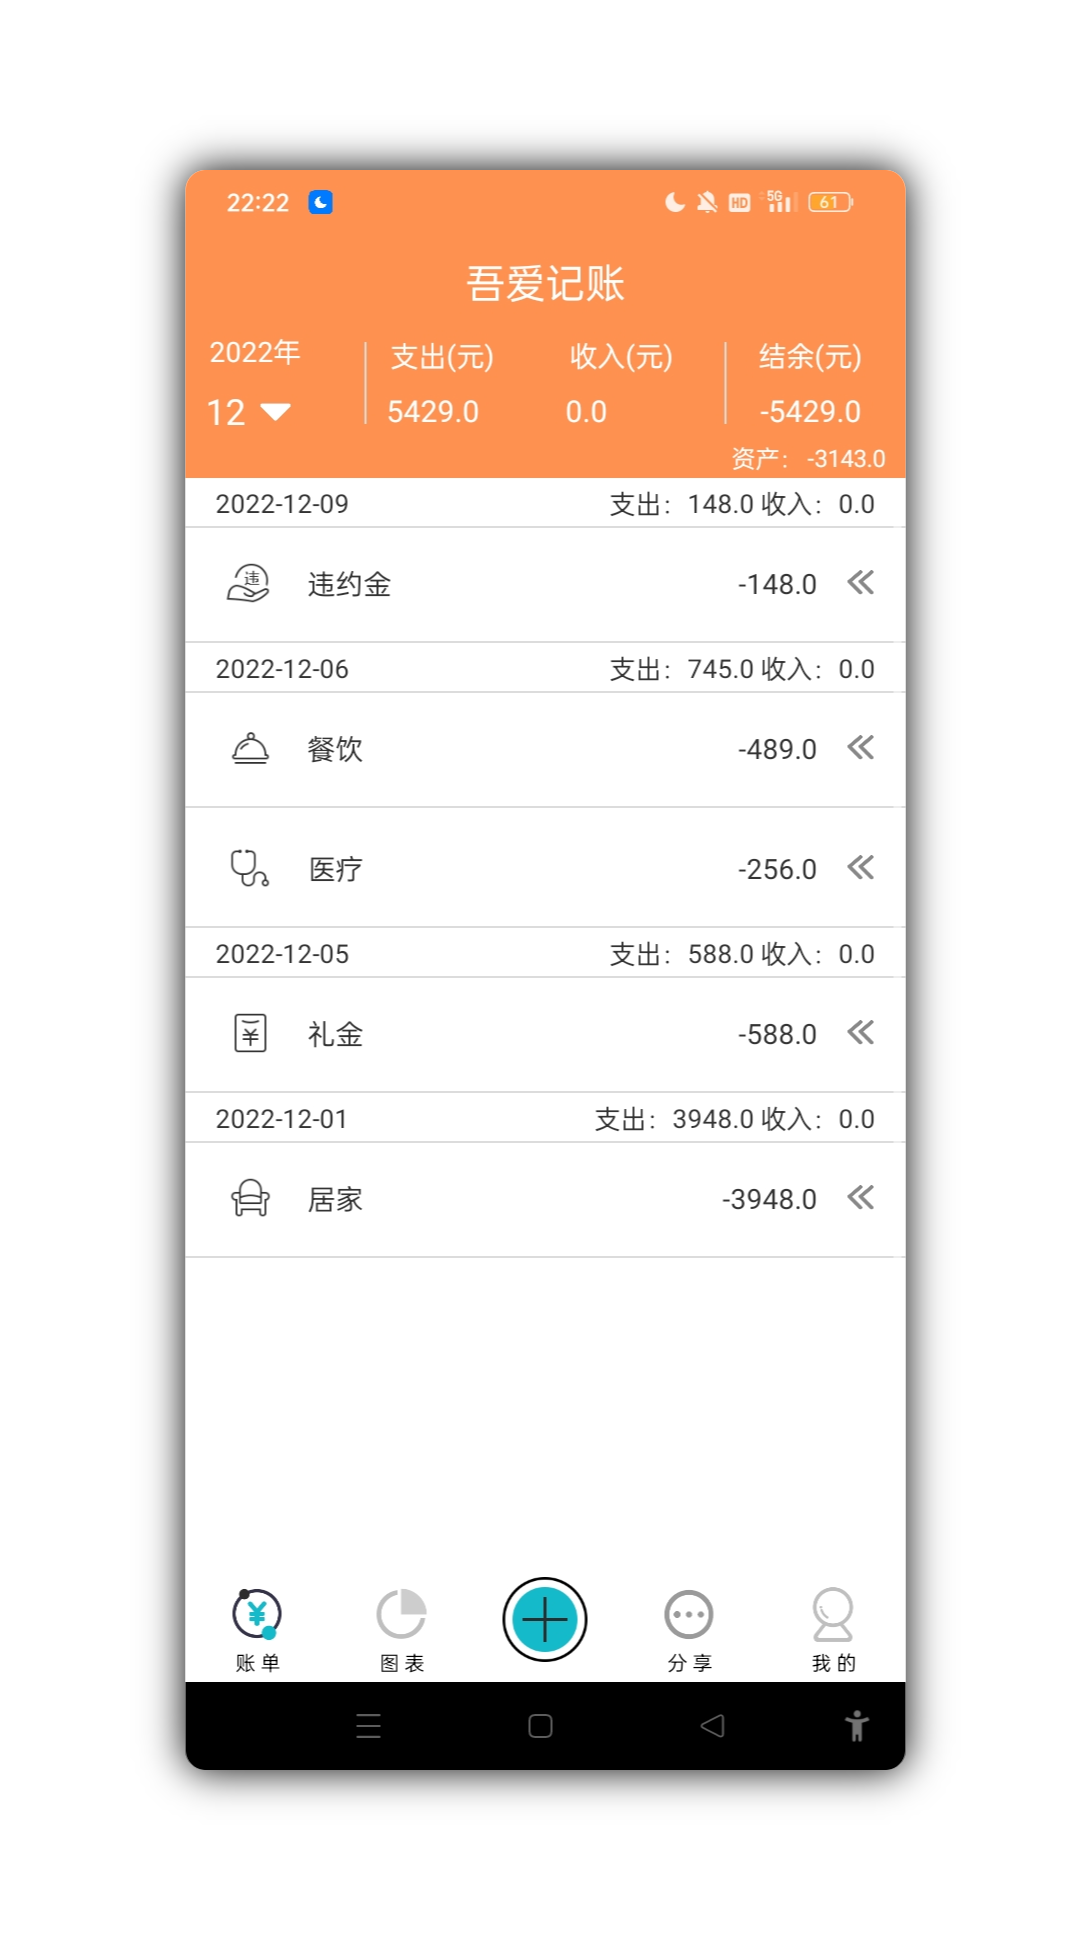 22:22 HD 5G 61
吾爱记账
2022年 支出(元) 收入(元) 结余(元)
12 5429.0 0.0 -5429.0
资产: -3143.0
2022-12-09 支出: 148.0 收入: 0.0
违 违约金 -148.0
2022-12-06 支出: 745.0 收入: 0.0
餐饮 -489.0
医疗 -256.0
2022-12-05 支出: 588.0 收入: 0.0
¥ 礼金 -588.0
2022-12-01 支出: 3948.0 收入: 0.0
居家 -3948.0
¥
账单 图表 分享 我的